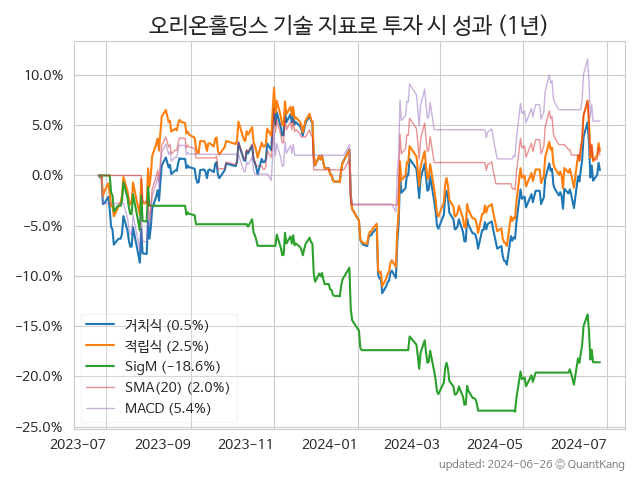 오리온홀딩스 기술 지표로 투자 시 성과 (1년)
10.0%
5.0%
0.0%
−5.0%
−10.0%
−15.0%
−20.0%
−25.0%
거치식 (0.5%)
적립식 (2.5%)
SigM (−18.6%)
SMA(20) (2.0%)
MACD (5.4%)
2023-07 2023-09 2023-11 2024-01 2024-03 2024-05 2024-07
updated: 2024-06-26 © QuantKang